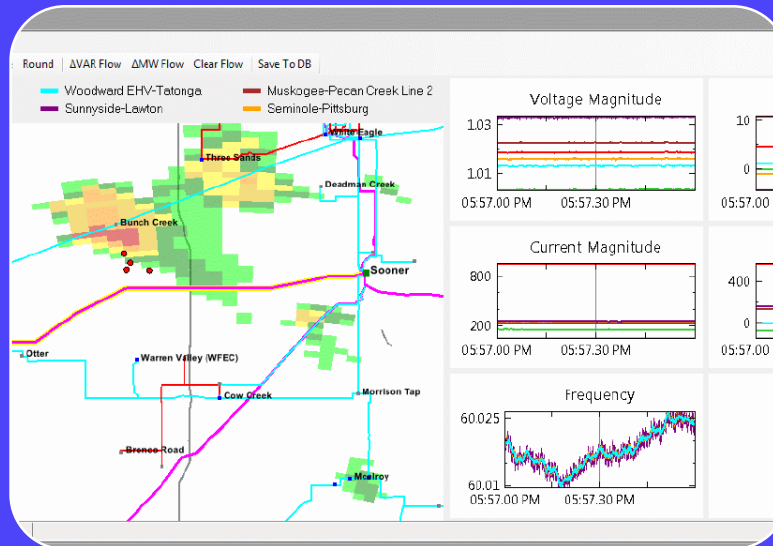 Round ΔVAR Flow ΔMW Flow Clear Flow Save To DB
Woodward EHV-Tatonga Muskogee-Pecan Creek Line 2
Sunnyside-Lawton Seminole-Pittsburg
White Eagle
Three Sands
Deadman Creek
Bunch Creek
Sooner
Otter
Warren Valley (WFEC)
Cow Creek
Morrison Tap
Bronco Road
Mcelroy
Voltage Magnitude
1.03
1.01
05:57.00 PM 05:57.30 PM
10
0
05:57.00
Current Magnitude
800
200
05:57.00 PM 05:57.30 PM
400
0
05:57.00
Frequency
60.025
60.01
05:57.00 PM 05:57.30 PM